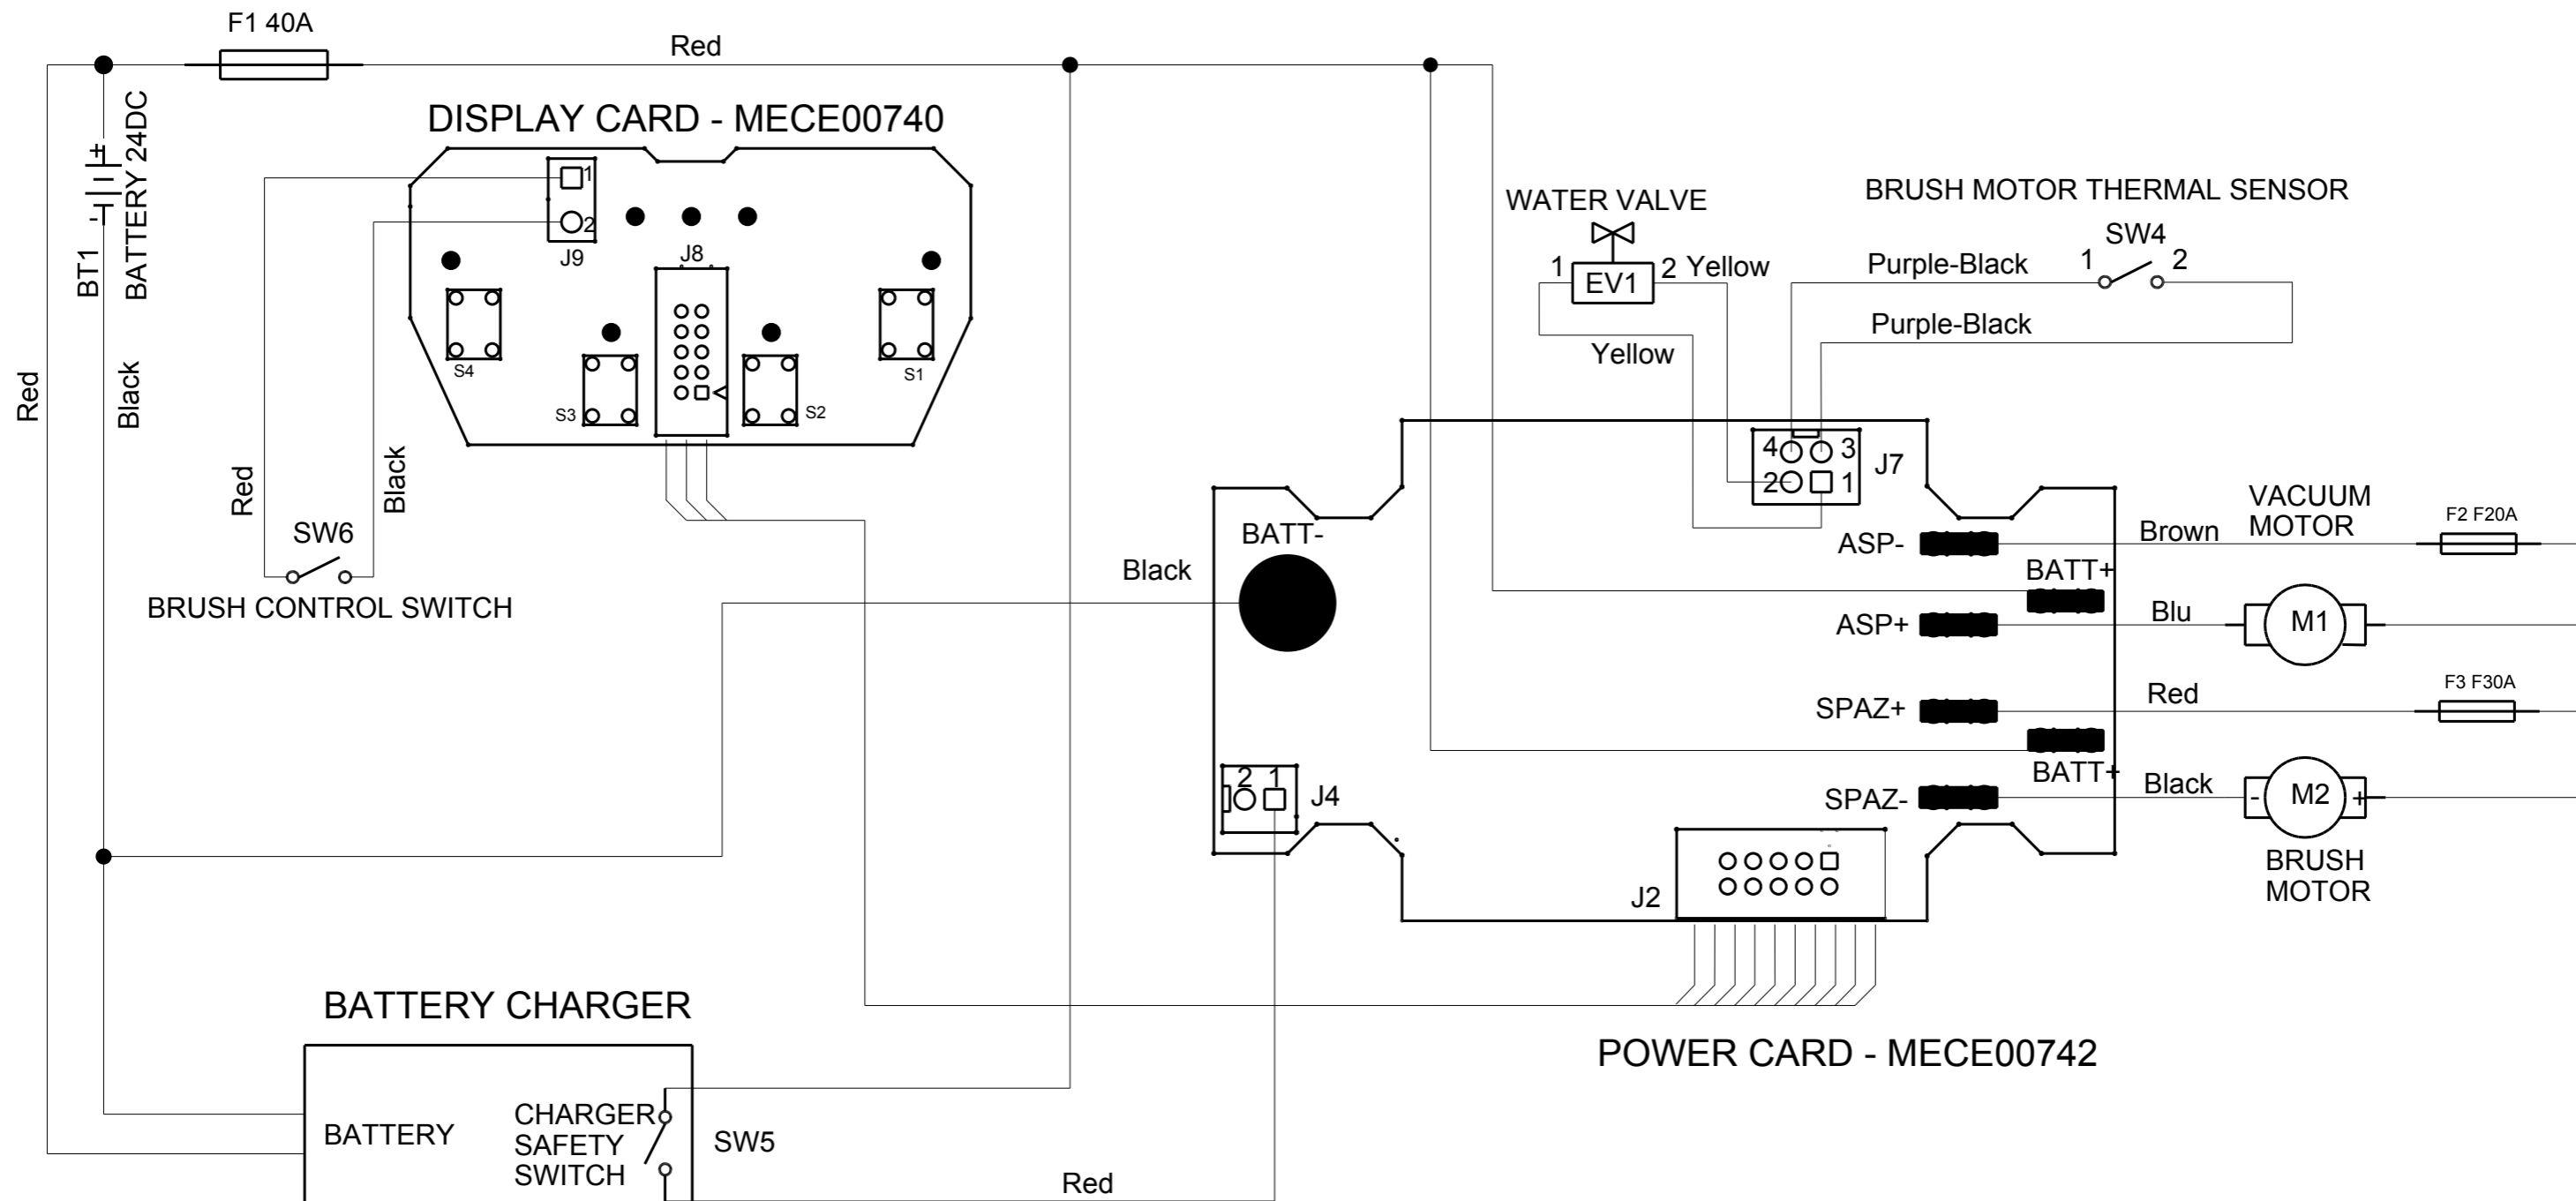 F1 40A
Red
DISPLAY CARD - MECE00740
+
-
BT1
BATTERY 24DC
Red
Black
1
2
J9
J8
S4
S3
S2
S1
Red
Black
SW6
BRUSH CONTROL SWITCH
WATER VALVE
1
EV1
2
Yellow
Yellow
BRUSH MOTOR THERMAL SENSOR
SW4
1
2
Purple-Black
Purple-Black
4
3
2
1
J7
Black
BATT-
ASP-
Brown
VACUUM
MOTOR
F2 F20A
BATT+
ASP+
Blu
M1
SPAZ+
Red
F3 F30A
BATT+
SPAZ-
Black
-
M2
+
BRUSH
MOTOR
2
1
J4
J2
POWER CARD - MECE00742
BATTERY CHARGER
BATTERY
CHARGER
SAFETY
SWITCH
SW5
Red